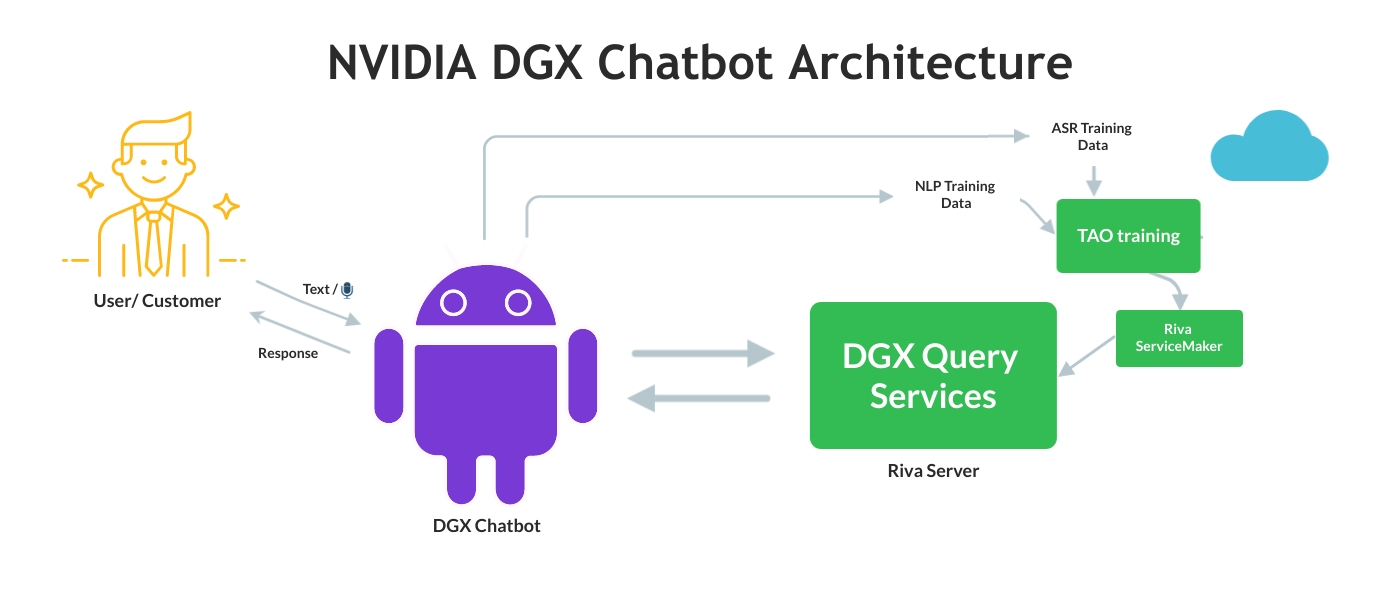 NVIDIA DGX Chatbot Architecture
ASR Training
Data
NLP Training
Data
TAO training
User/ Customer
Text /
Response
Riva
ServiceMaker
DGX Query
Services
Riva Server
DGX Chatbot